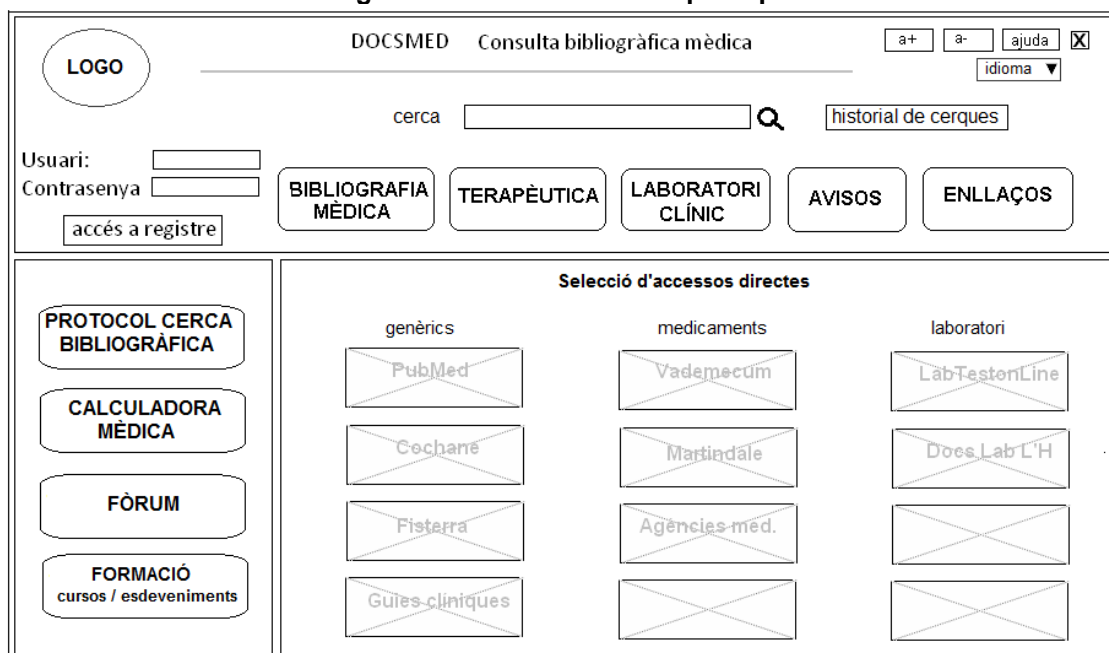 DOCSMED Consulta bibliogràfica mèdica
a+ a- ajuda X
LOGO
idioma ▼
cerca
historial de cerques
Usuari:
Contrasenya
accés a registre
BIBLIOGRAFIA
MÈDICA
TERAPÈUTICA
LABORATORI
CLÍNIC
AVISOS
ENLLAÇOS
PROTOCOL CERCA
BIBLIOGRÀFICA
CALCULADORA
MÈDICA
FÒRUM
FORMACIÓ
cursos / esdeveniments
Selecció d'accessos directes
genèrics medicaments laboratori
PubMed Vademecum LabTestonLine
Cochane Martindale Docs Lab L'H
Fisterra Agències med.
Guies clíniques